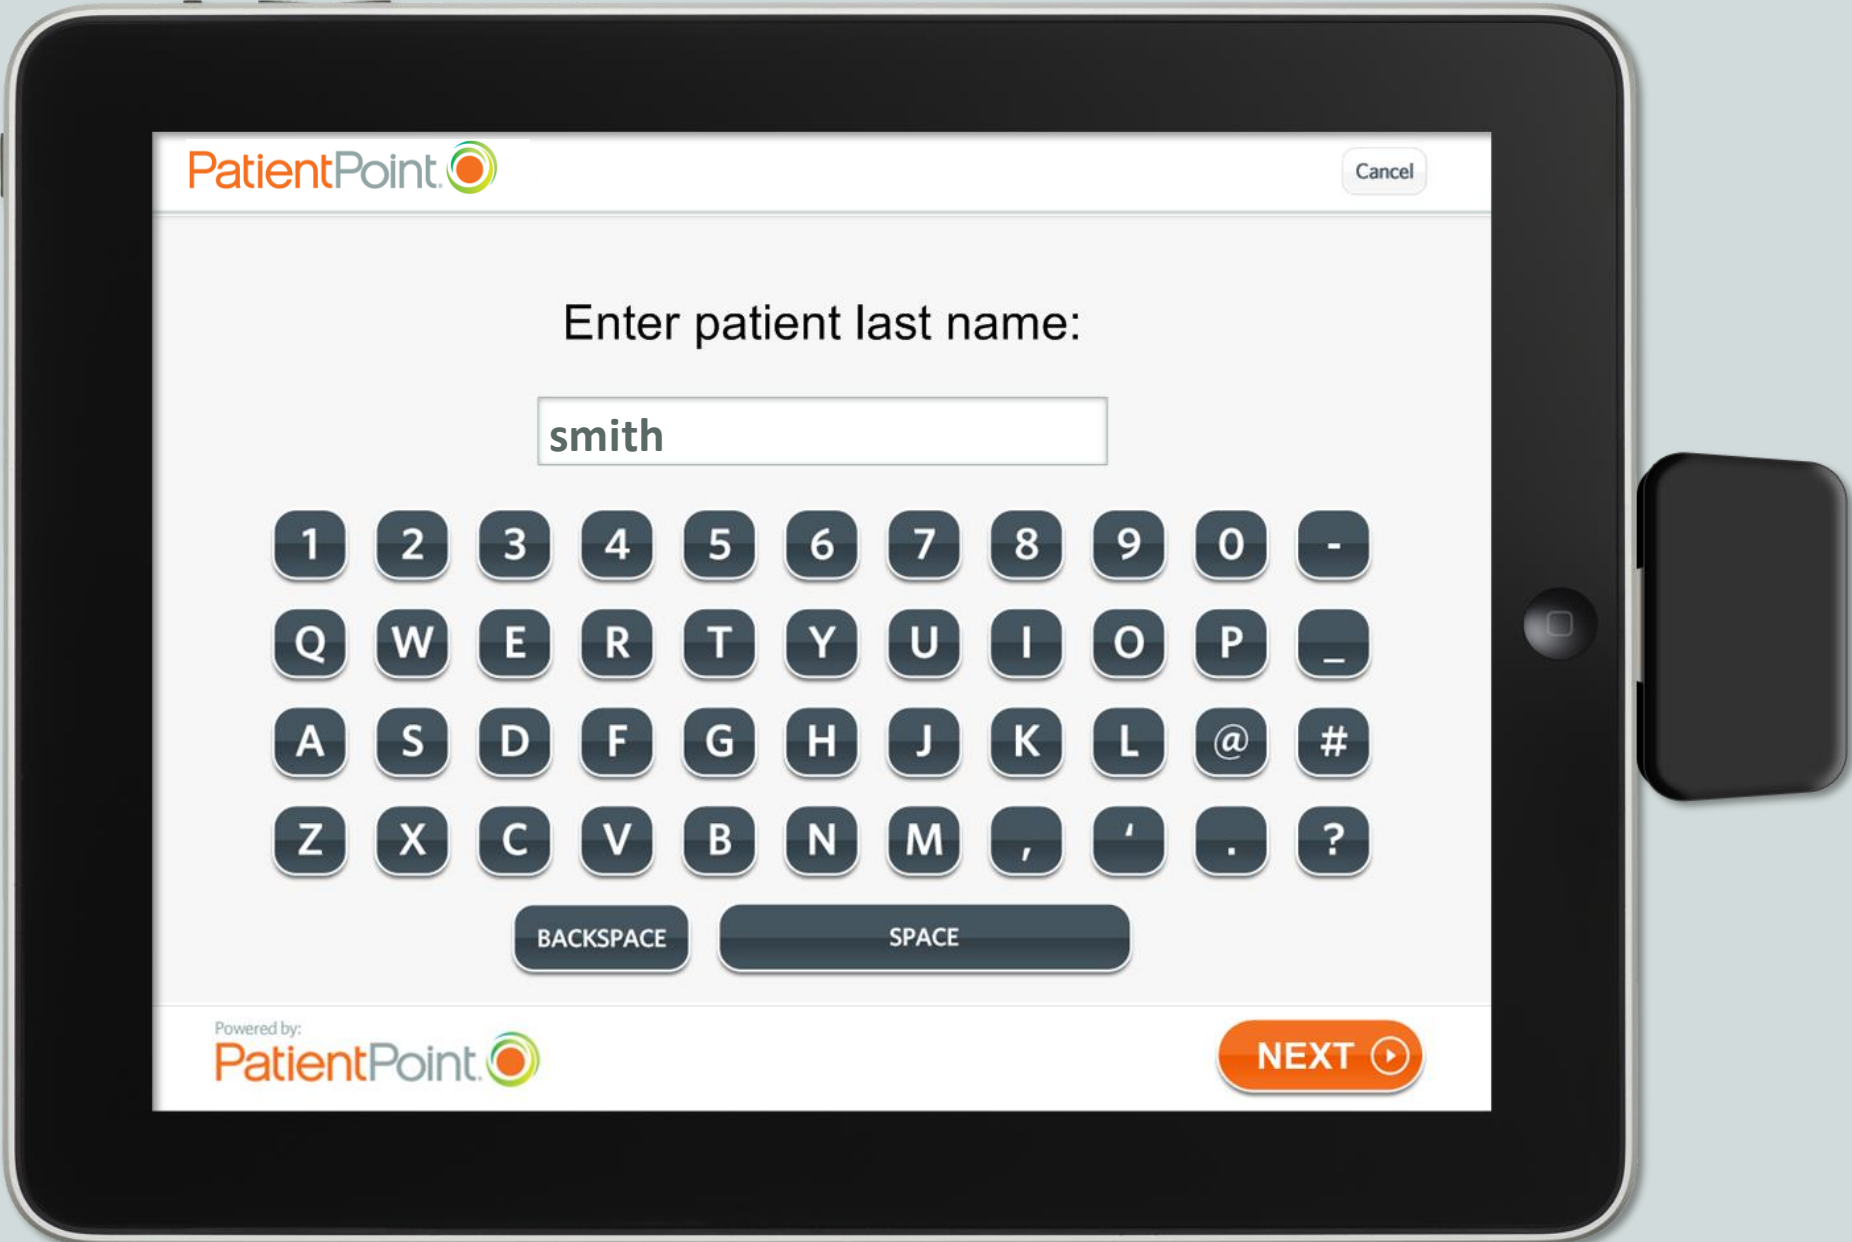 PatientPoint.
Cancel
Enter patient last name:
smith
1 2 3 4 5 6 7 8 9 0 -
Q W E R T Y U I O P _
A S D F G H J K L @ #
Z X C V B N M , ‘ . ?
BACKSPACE SPACE
Powered by:
PatientPoint.
NEXT